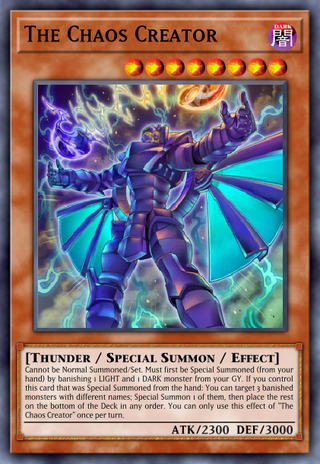 The Chaos Creator
DARK
闇
[Thunder / Special Summon / Effect]
Cannot be Normal Summoned/Set. Must first be Special Summoned (from your
hand) by banishing 1 LIGHT and 1 DARK monster from your GY. If you control
this card that was Special Summoned from the hand: You can target 3 banished
monsters with different names; Special Summon 1 of them, then place the rest
on the bottom of the Deck in any order. You can only use this effect of "The
Chaos Creator" once per turn.
ATK/2300 DEF/3000